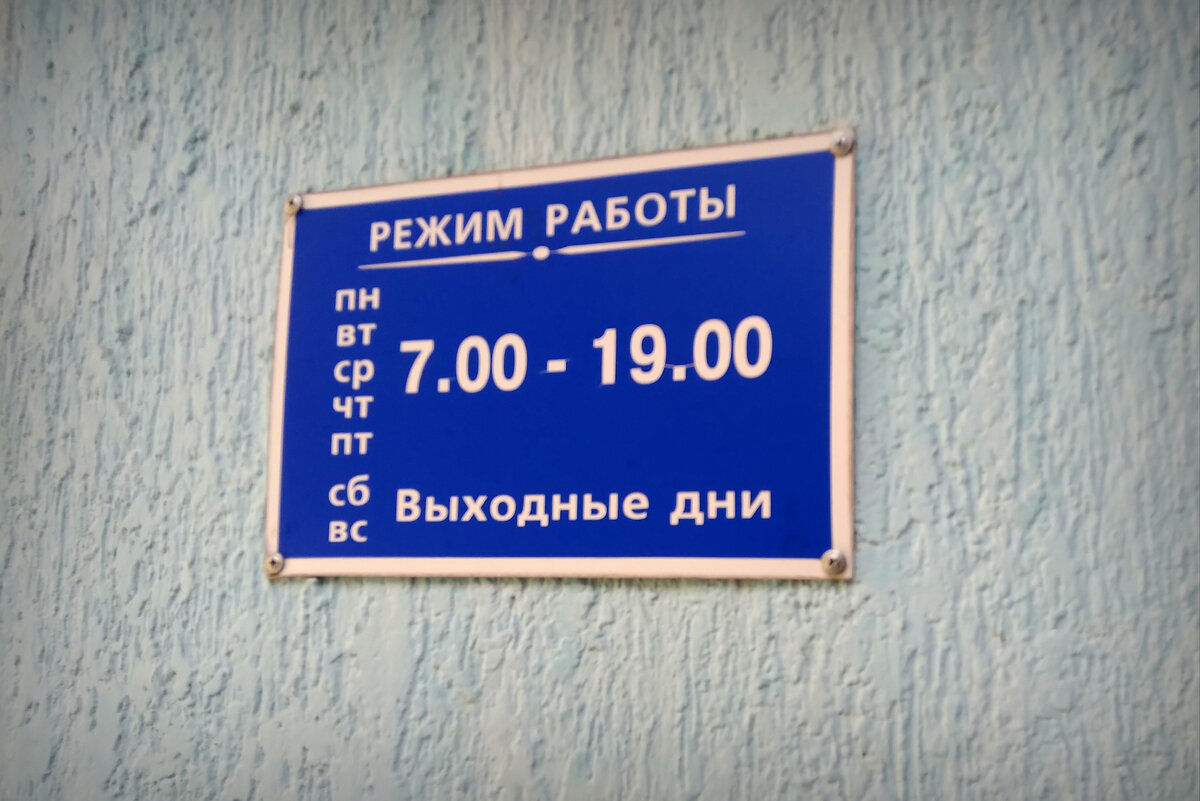 РЕЖИМ РАБОТЫ
пн
вт
ср
чт
пт
7.00 - 19.00
сб
вс
Выходные дни